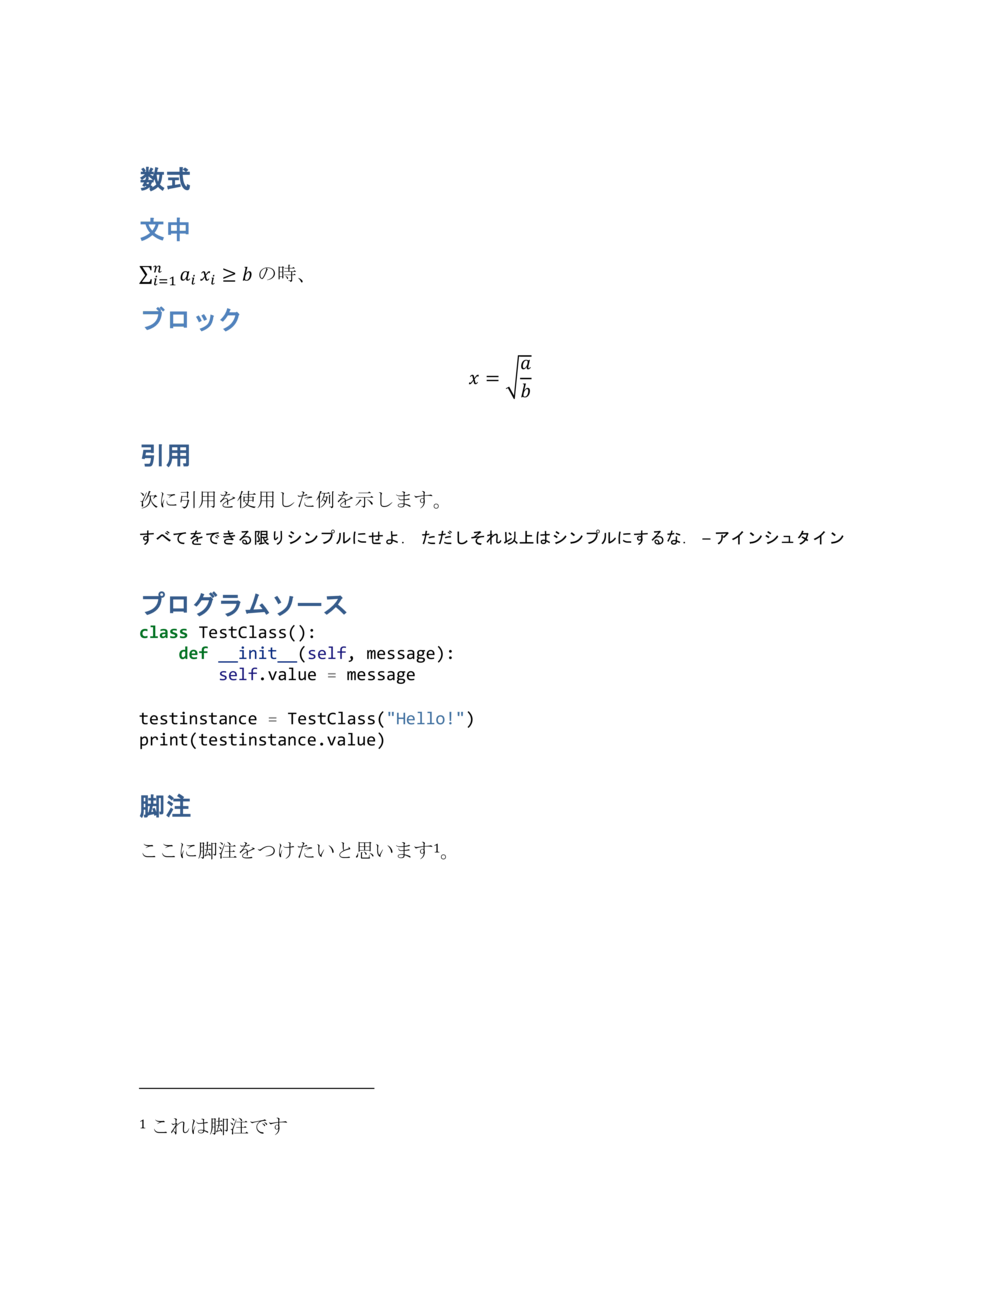 数式
文中
∑ⁿᵢ₌₁ aᵢ xᵢ ≥ b の時、
ブロック
x = √(a/b)
引用
次に引用を使用した例を示します。
すべてをできる限りシンプルにせよ． ただしそれ以上はシンプルにするな． – アインシュタイン
プログラムソース
class TestClass():
    def __init__(self, message):
        self.value = message
testinstance = TestClass("Hello!")
print(testinstance.value)
脚注
ここに脚注をつけたいと思います¹。
¹ これは脚注です